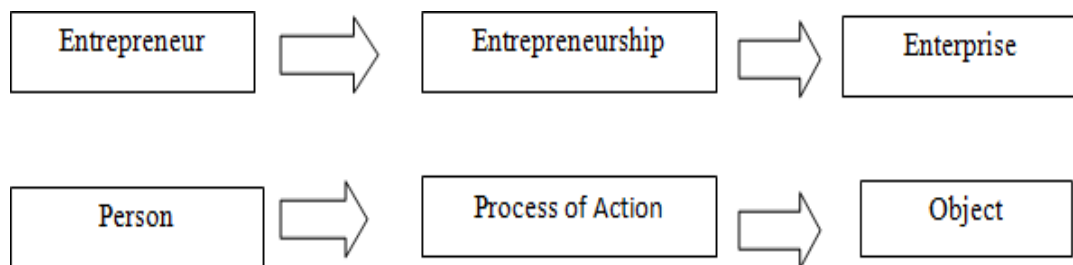 Entrepreneur
Entrepreneurship
Enterprise
Person
Process of Action
Object